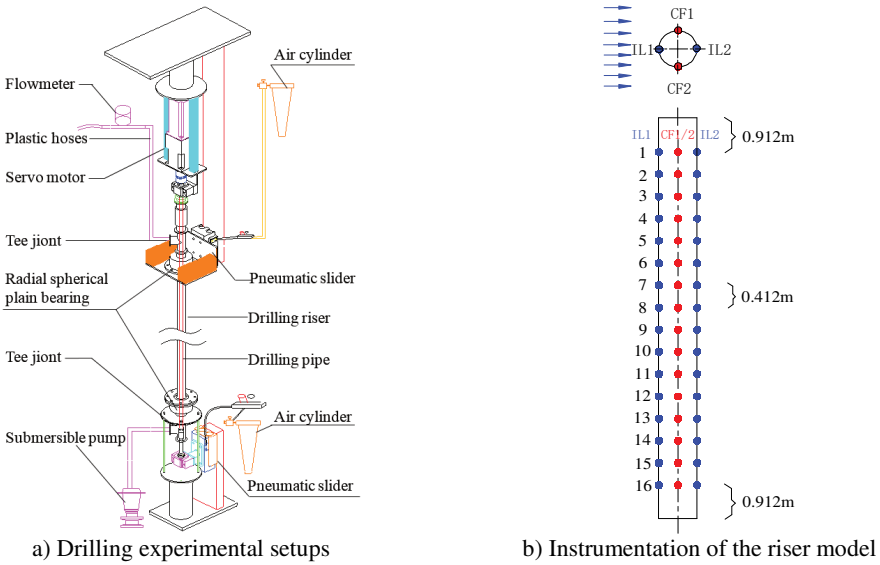 Air cylinder
Flowmeter
Plastic hoses
Servo motor
Tee jiont
Radial spherical
plain bearing
Pneumatic slider
Drilling riser
Drilling pipe
Tee jiont
Air cylinder
Submersible pump
Pneumatic slider
a) Drilling experimental setups
CF1
IL1 IL2
CF2
IL1 CF1/2 IL2
0.912m
1
2
3
4
5
6
7
0.412m
8
9
10
11
12
13
14
15
16
0.912m
b) Instrumentation of the riser model